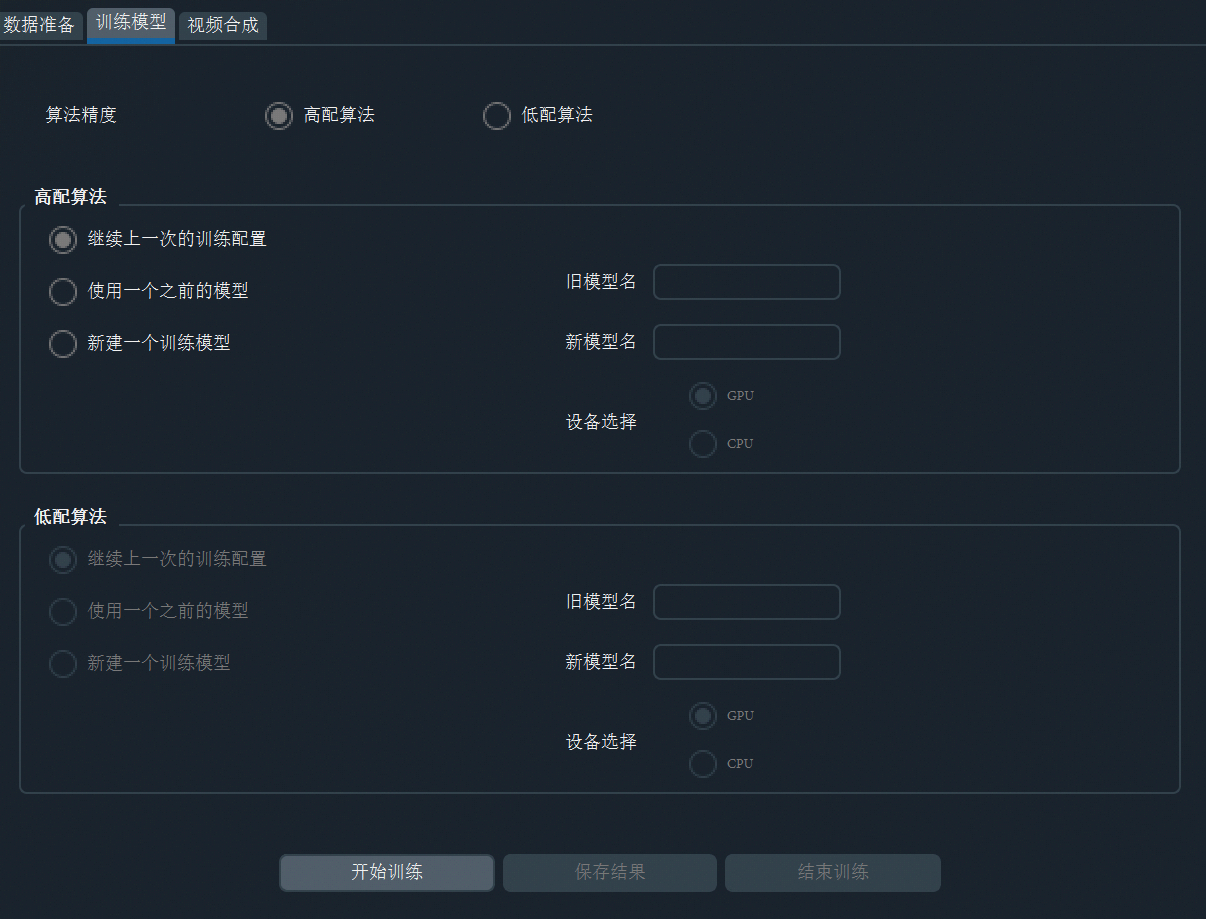 数据准备 训练模型 视频合成
算法精度 高配算法 低配算法
高配算法
继续上一次的训练配置
使用一个之前的模型
新建一个训练模型
旧模型名
新模型名
设备选择
GPU
CPU
低配算法
继续上一次的训练配置
使用一个之前的模型
新建一个训练模型
旧模型名
新模型名
设备选择
GPU
CPU
开始训练 保存结果 结束训练